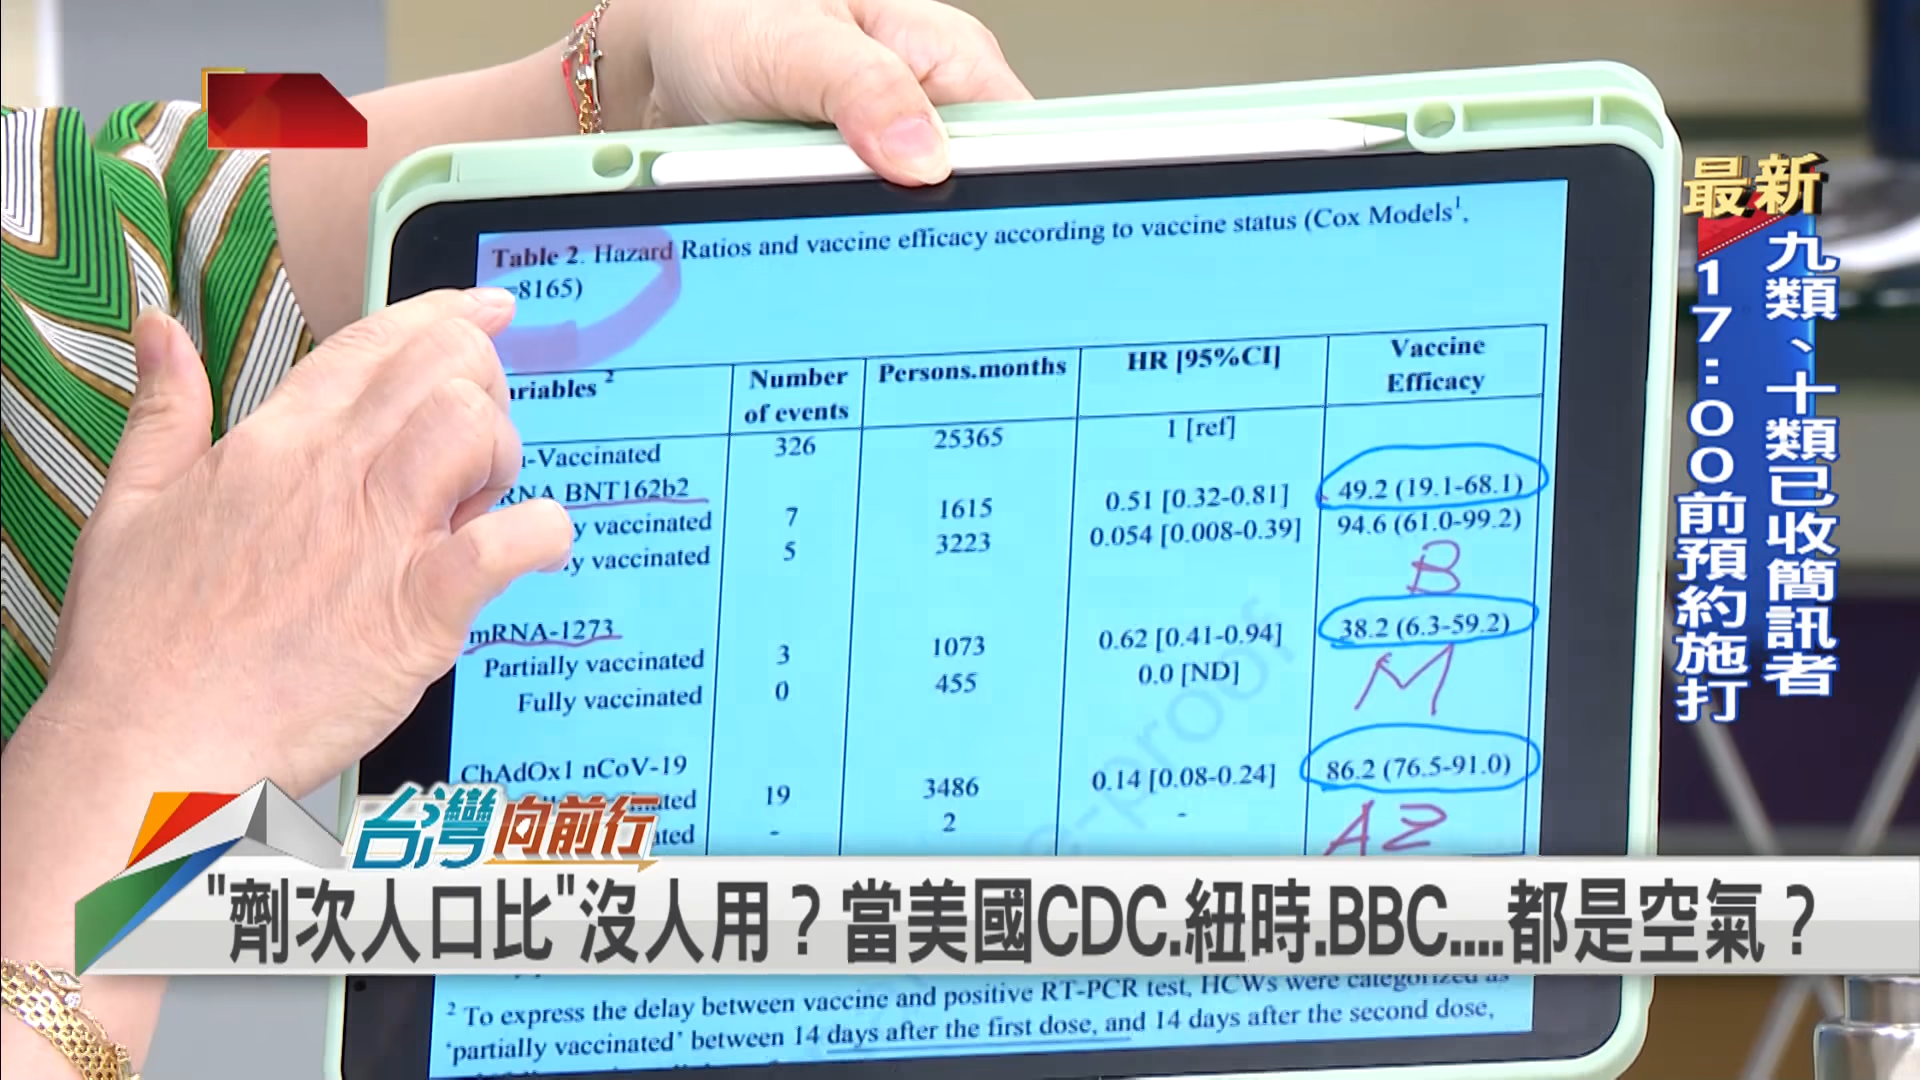 Table 2. Hazard Ratios and vaccine efficacy according to vaccine status (Cox Models¹,
=8165)
ariables ²
Number of events
Persons.months
HR [95%CI]
Vaccine Efficacy
-Vaccinated 326 25365 1 [ref]
RNA BNT162b2
y vaccinated 7 1615 0.51 [0.32-0.81] 49.2 (19.1-68.1)
y vaccinated 5 3223 0.054 [0.008-0.39] 94.6 (61.0-99.2)
B
mRNA-1273
Partially vaccinated 3 1073 0.62 [0.41-0.94] 38.2 (6.3-59.2)
Fully vaccinated 0 455 0.0 [ND]
M
ChAdOx1 nCoV-19
ated 19 3486 0.14 [0.08-0.24] 86.2 (76.5-91.0)
ated - 2 -
AZ
e-proof
² To express the delay between vaccine and positive RT-PCR test, HCWs were categorized as
'partially vaccinated' between 14 days after the first dose, and 14 days after the second dose,
最新
九類、十類已收簡訊者
17:00前預約施打
台灣向前行
"劑次人口比"沒人用？當美國CDC.紐時.BBC....都是空氣？